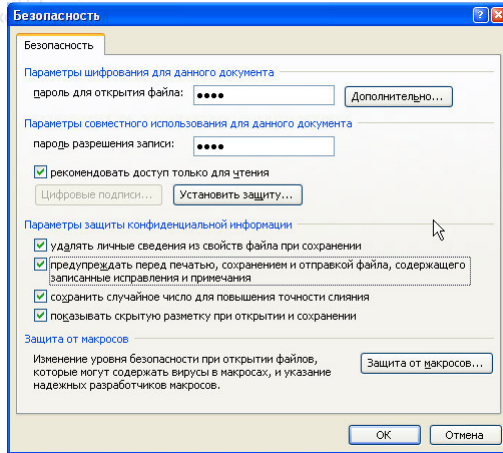 Безопасность
Безопасность
Параметры шифрования для данного документа
пароль для открытия файла: ●●●● Дополнительно...
Параметры совместного использования для данного документа
пароль разрешения записи: ●●●●
рекомендовать доступ только для чтения
Цифровые подписи... Установить защиту...
Параметры защиты конфиденциальной информации
удалять личные сведения из свойств файла при сохранении
предупреждать перед печатью, сохранением и отправкой файла, содержащего
записанные исправления и примечания
сохранить случайное число для повышения точности слияния
показывать скрытую разметку при открытии и сохранении
Защита от макросов
Изменение уровня безопасности при открытии файлов,
которые могут содержать вирусы в макросах, и указание
надежных разработчиков макросов.
Защита от макросов...
ОК Отмена